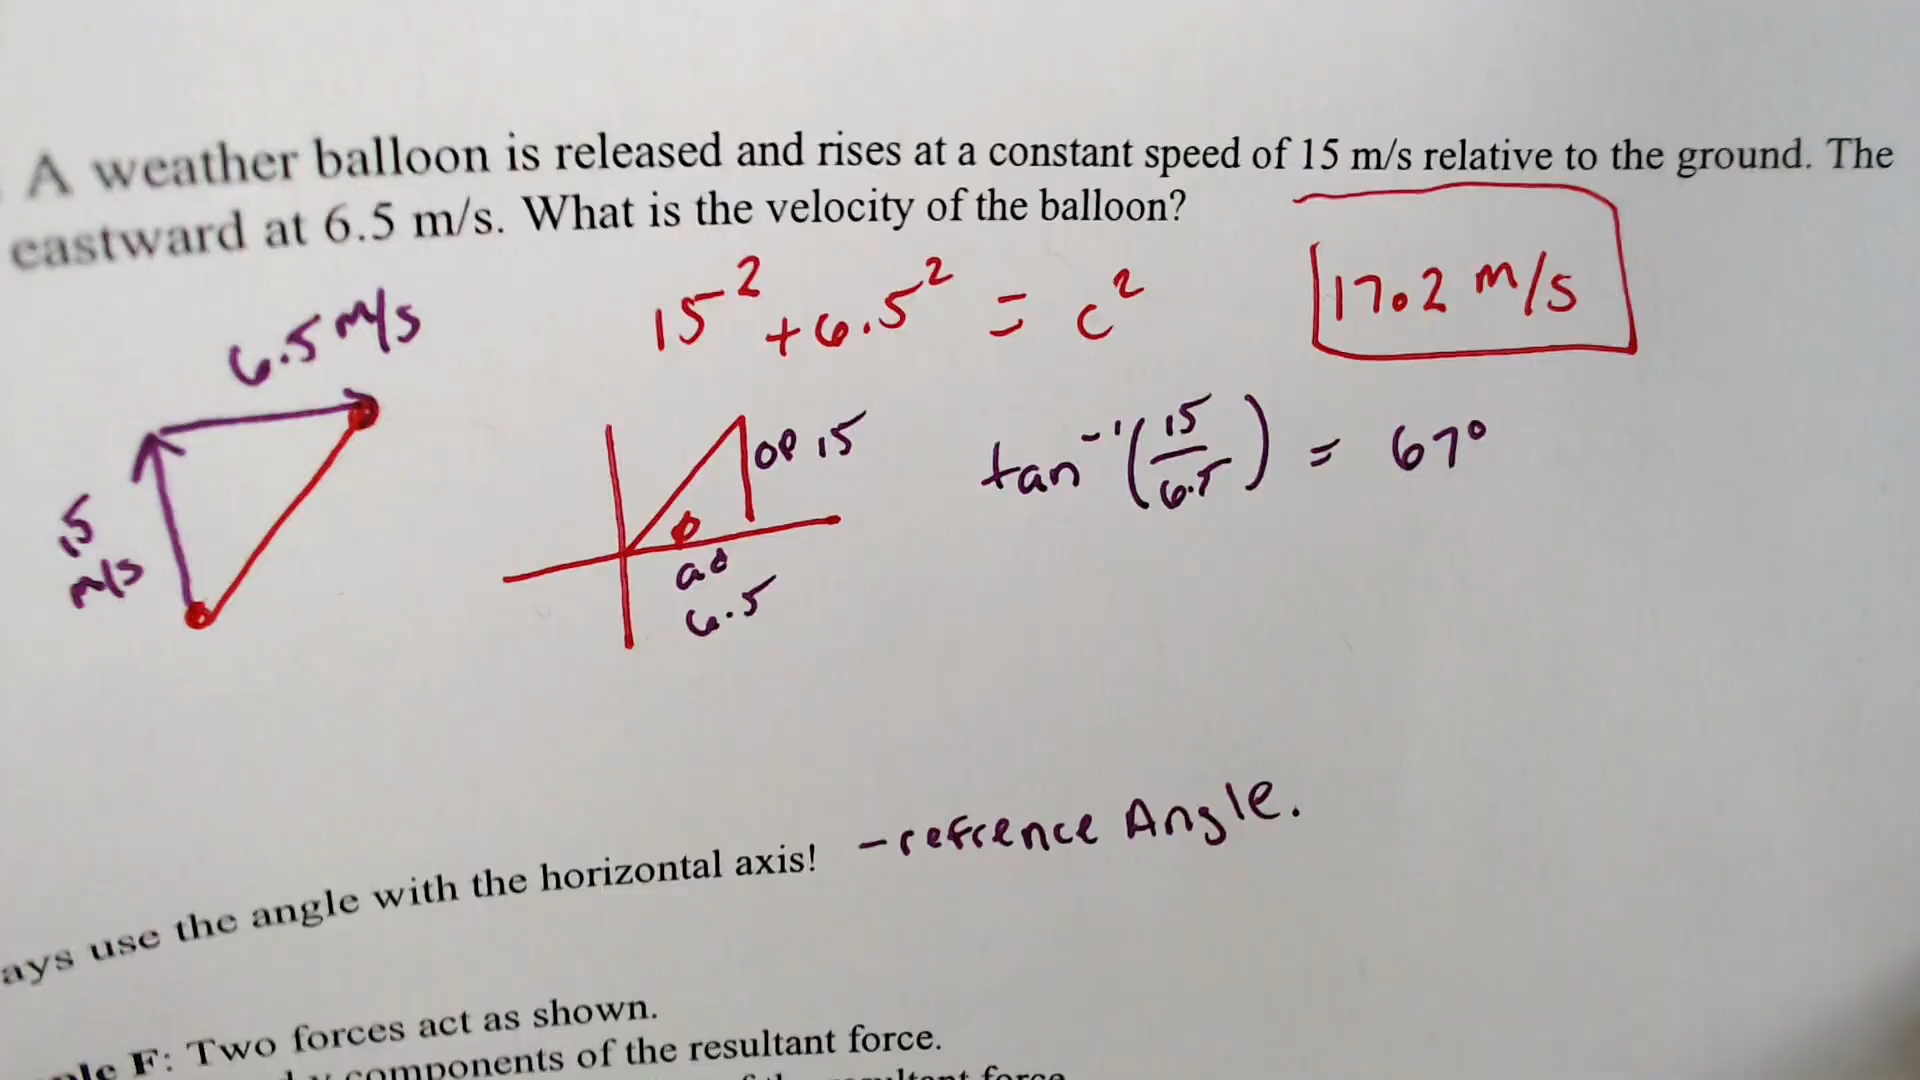 A weather balloon is released and rises at a constant speed of 15 m/s relative to the ground. The
eastward at 6.5 m/s. What is the velocity of the balloon?
6.5 m/s
15² + 6.5² = c²
17.2 m/s
15
m/s
op 15
ad
6.5
tan⁻¹(15/6.5) = 67°
ays use the angle with the horizontal axis! - refrence Angle.
F: Two forces act as shown.
components of the resultant force.